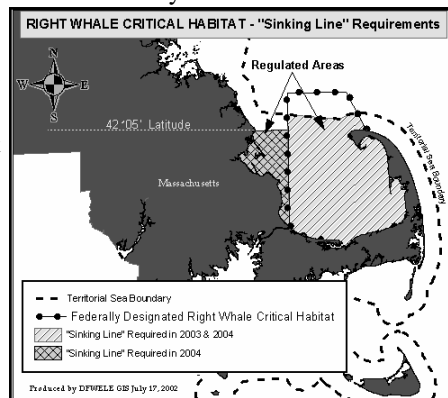 RIGHT WHALE CRITICAL HABITAT - "Sinking Line" Requirements
N
W E
S
Regulated Areas
42°05' Latitude
Territorial Sea Boundary
Massachusetts
Territorial Sea Boundary
Federally Designated Right Whale Critical Habitat
"Sinking Line" Required in 2003 & 2004
"Sinking Line" Required in 2004
Produced by DFWELE GIS July 17, 2002